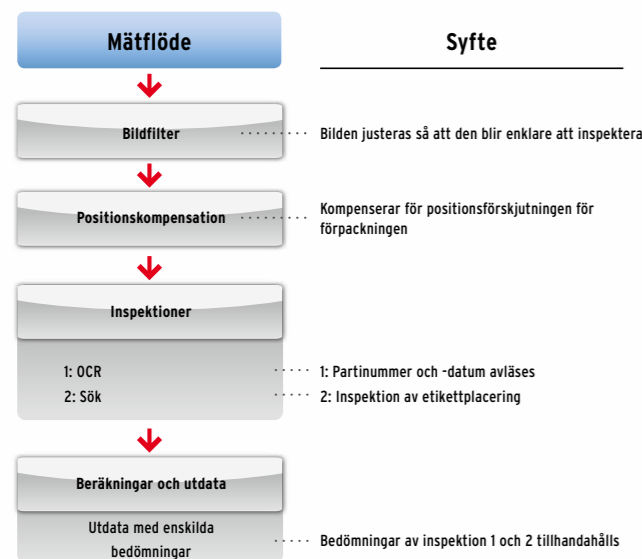 Mätflöde Syfte
Bildfilter Bilden justeras så att den blir enklare att inspektera
Positionskompensation Kompenserar för positionsförskjutningen för
förpackningen
Inspektioner
1: OCR 1: Partinummer och -datum avläses
2: Sök 2: Inspektion av etikettplacering
Beräkningar och utdata
Utdata med enskilda
bedömningar Bedömningar av inspektion 1 och 2 tillhandahålls